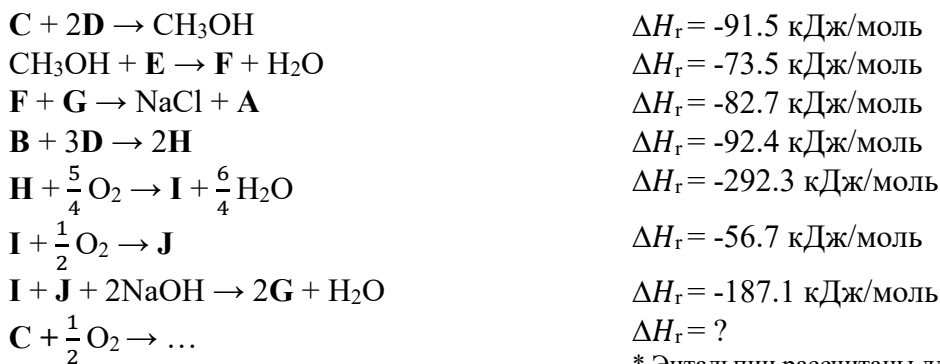 C + 2D → CH₃OH ΔHᵣ = -91.5 кДж/моль
CH₃OH + E → F + H₂O ΔHᵣ = -73.5 кДж/моль
F + G → NaCl + A ΔHᵣ = -82.7 кДж/моль
B + 3D → 2H ΔHᵣ = -92.4 кДж/моль
H + 5/4 O₂ → I + 6/4 H₂O ΔHᵣ = -292.3 кДж/моль
I + 1/2 O₂ → J ΔHᵣ = -56.7 кДж/моль
I + J + 2NaOH → 2G + H₂O ΔHᵣ = -187.1 кДж/моль
C + 1/2 O₂ → … ΔHᵣ = ?